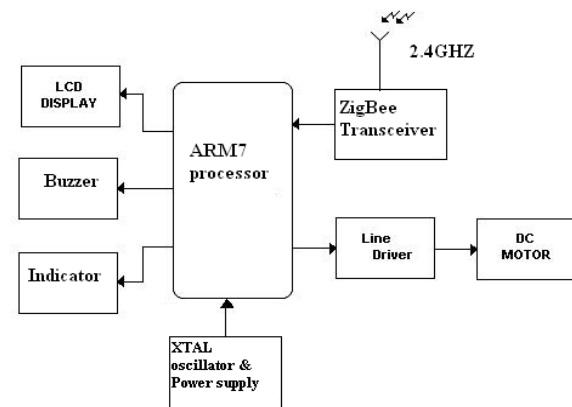 2.4GHZ
LCD
DISPLAY
ZigBee
Transceiver
ARM7
processor
Buzzer
Line
Driver
DC
MOTOR
Indicator
XTAL
oscillator &
Power supply